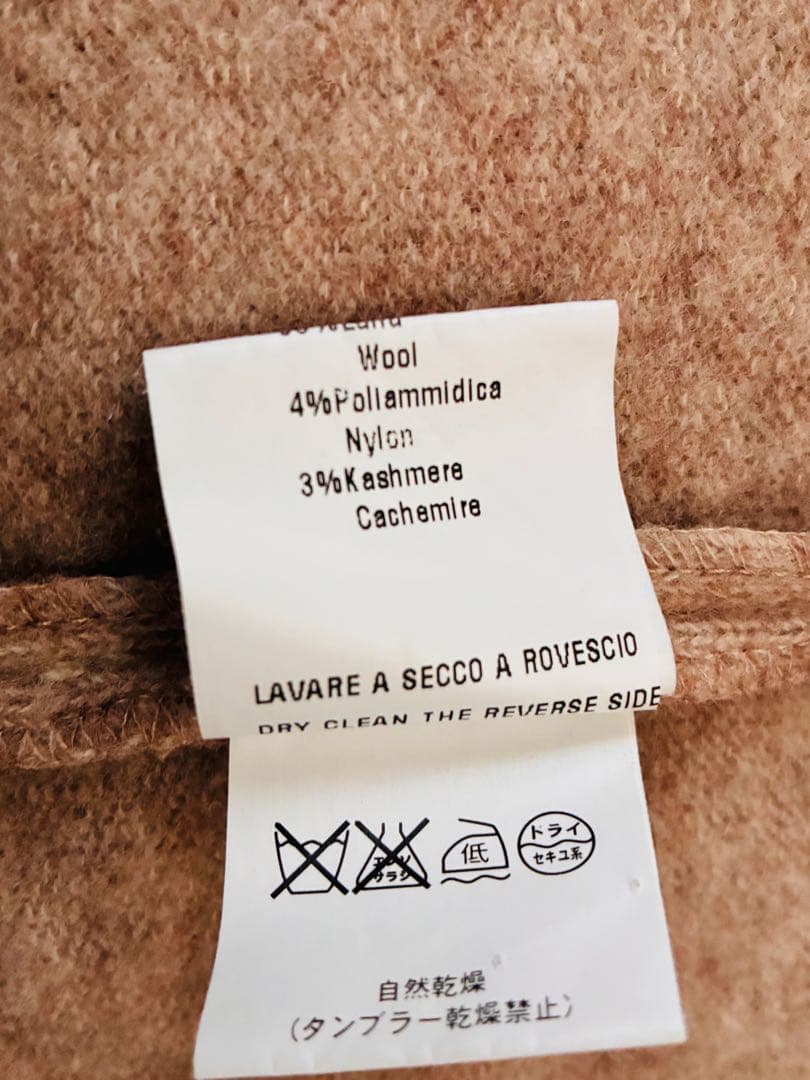 Wool
4%Poliammidica
Nylon
3%Kashmere
Cachemire
LAVARE A SECCO A ROVESCIO
DRY CLEAN THE REVERSE SIDE
低
ドライ
セキユ系
自然乾燥
(タンブラー乾燥禁止)